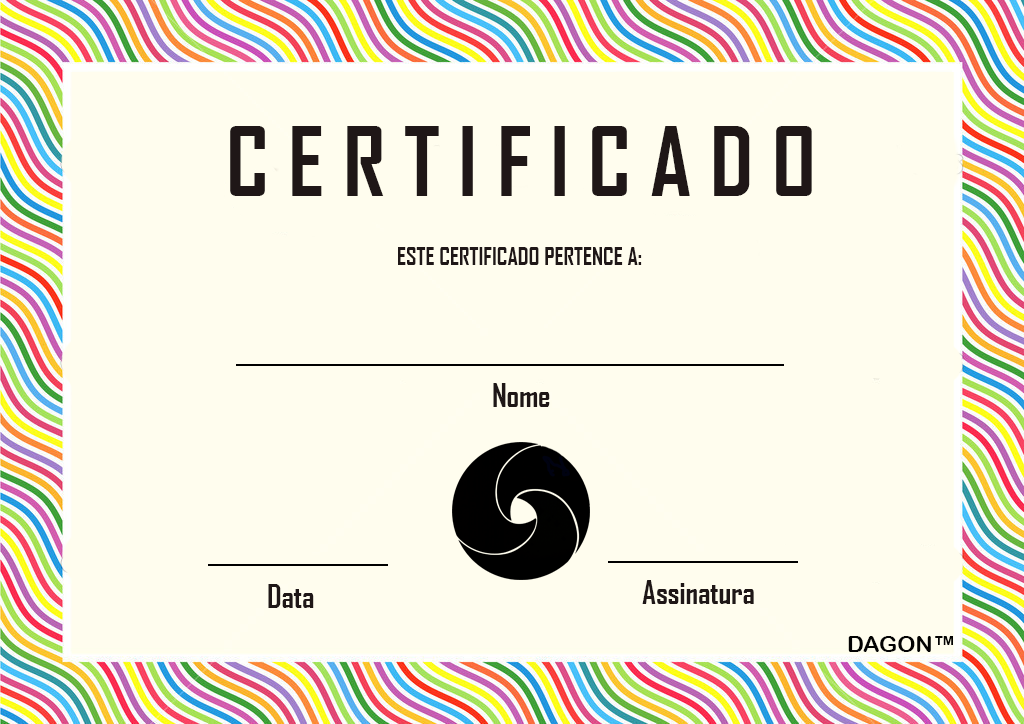 CERTIFICADO
ESTE CERTIFICADO PERTENCE A:
Nome
Data
Assinatura
DAGON™